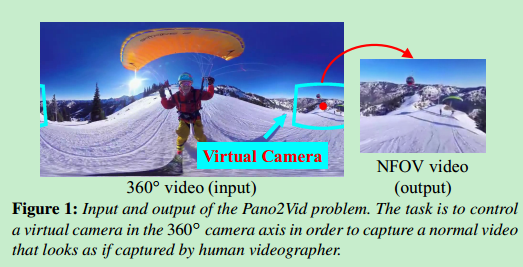 Virtual Camera
360° video (input)
NFOV video
(output)
Figure 1: Input and output of the Pano2Vid problem. The task is to control
a virtual camera in the 360° camera axis in order to capture a normal video
that looks as if captured by human videographer.